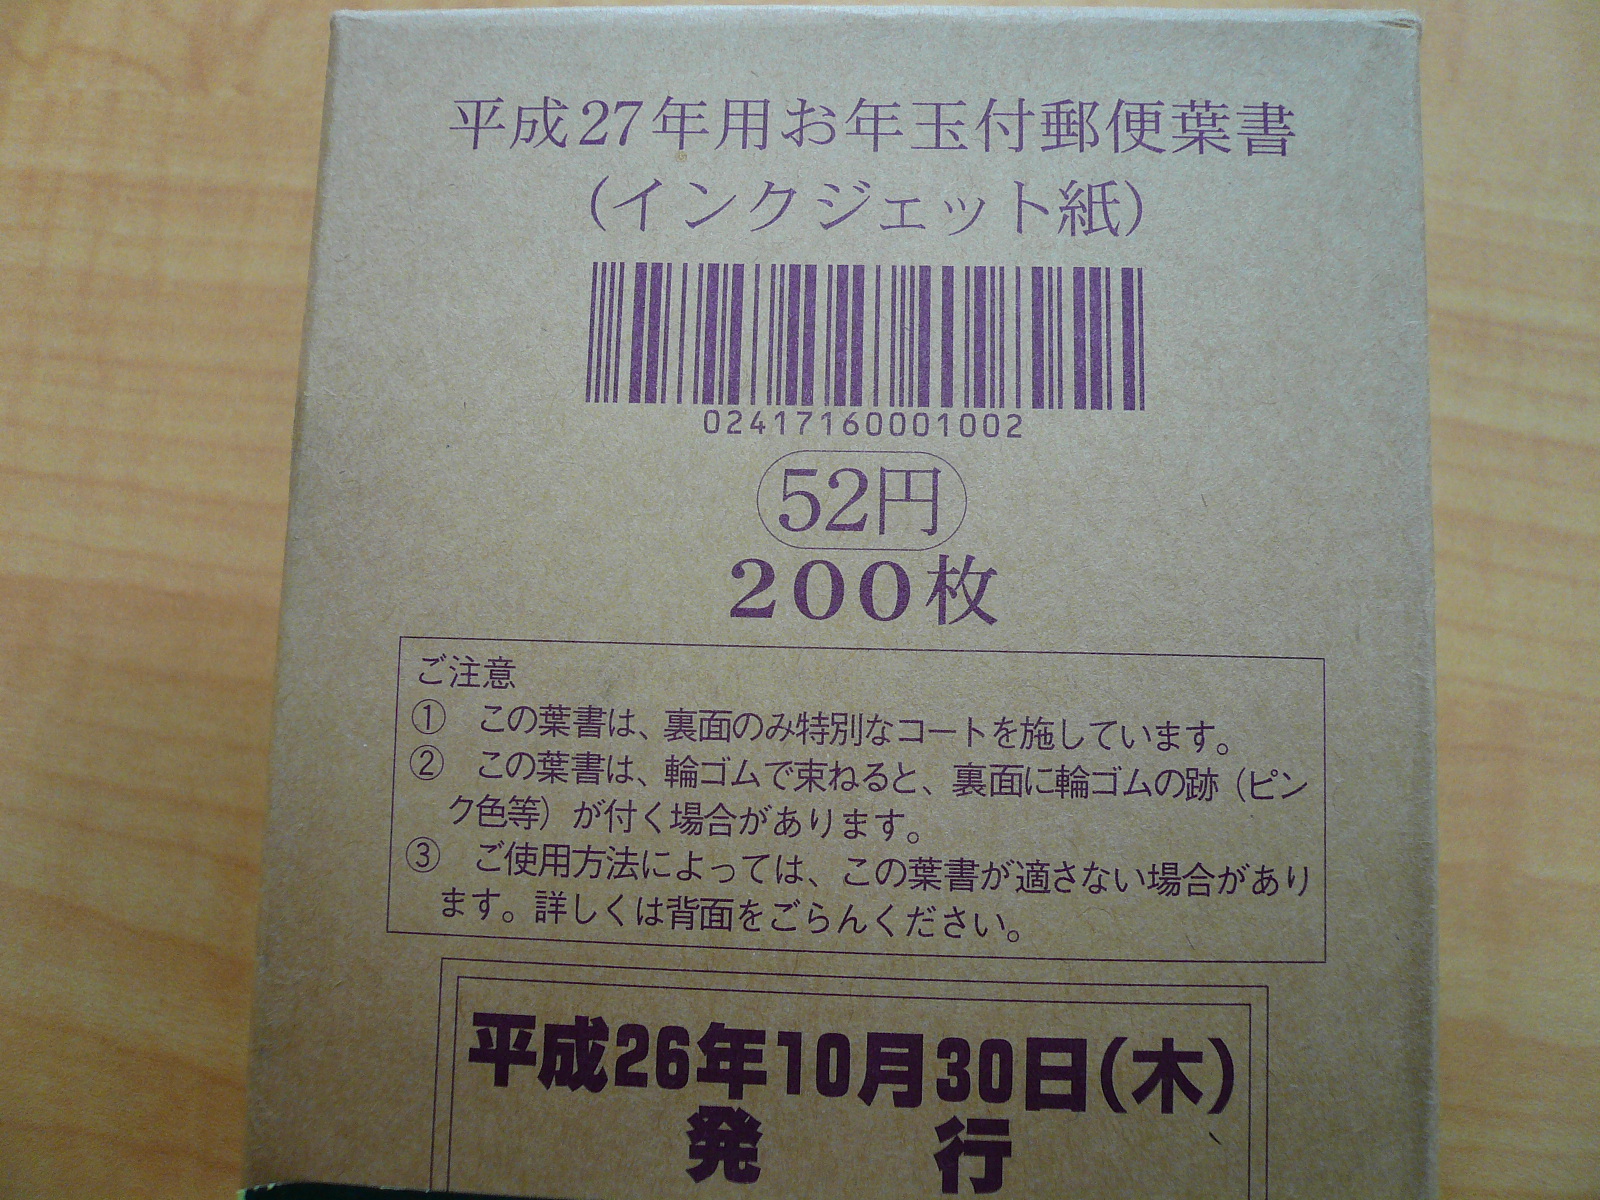 平成27年用お年玉付郵便葉書
（インクジェット紙）
02417160001002
52円
200枚
ご注意
① この葉書は、裏面のみ特別なコートを施しています。
② この葉書は、輪ゴムで束ねると、裏面に輪ゴムの跡（ピン
ク色等）が付く場合があります。
③ ご使用方法によっては、この葉書が適さない場合があり
ます。詳しくは背面をごらんください。
平成26年10月30日（木）
発 行